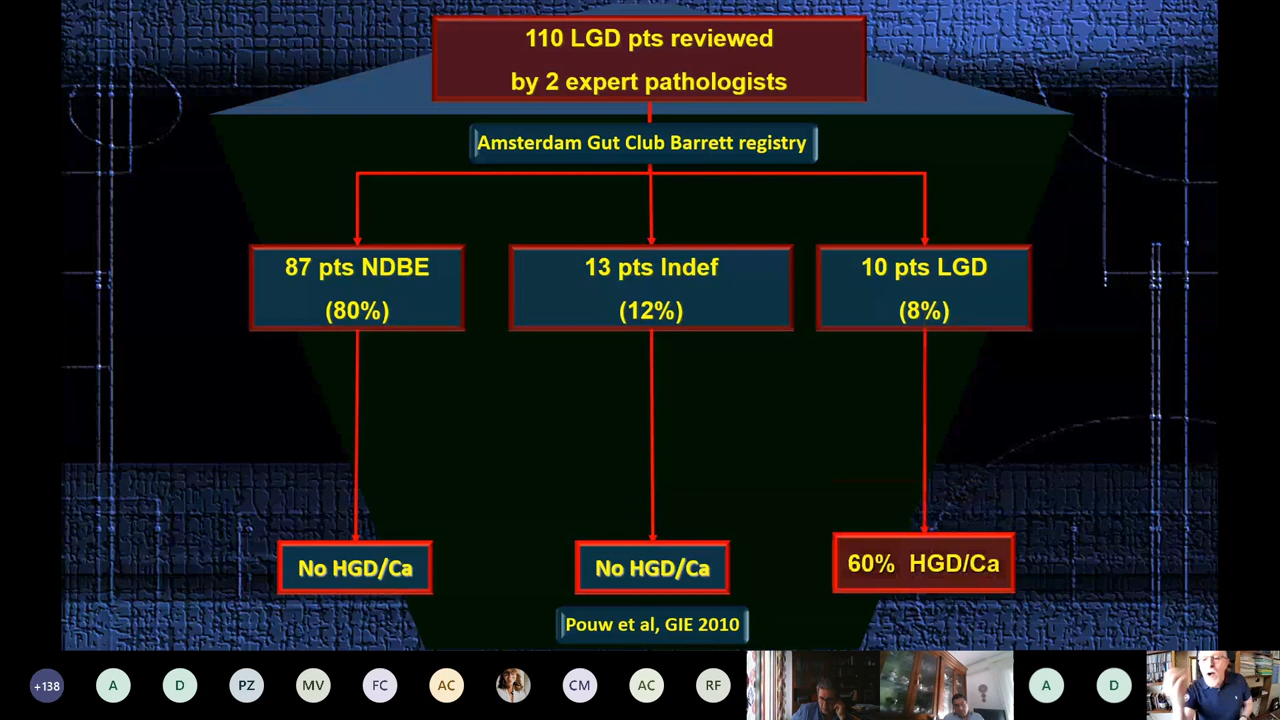 110 LGD pts reviewed
by 2 expert pathologists
Amsterdam Gut Club Barrett registry
87 pts NDBE
(80%)
13 pts Indef
(12%)
10 pts LGD
(8%)
No HGD/Ca
No HGD/Ca
60% HGD/Ca
Pouw et al, GIE 2010
+138
A
D
PZ
MV
FC
AC
CM
AC
RF
A
D